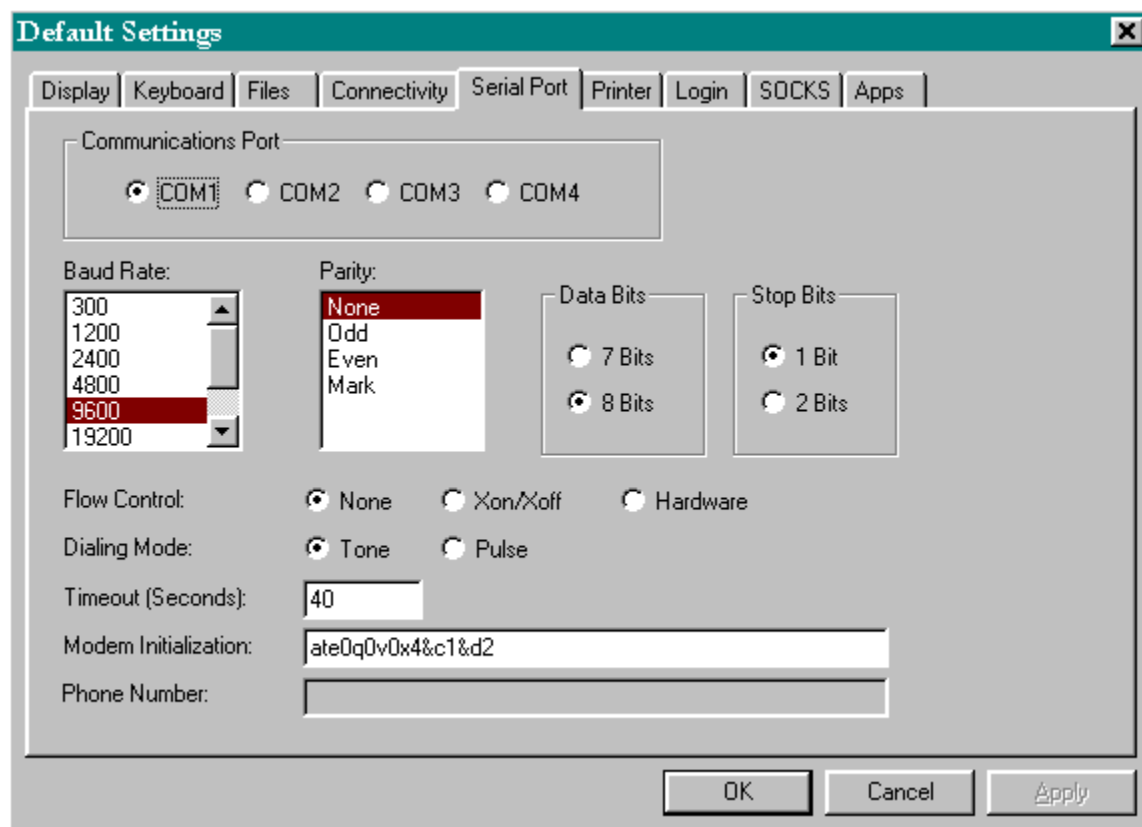 Default Settings
Display Keyboard Files Connectivity Serial Port Printer Login SOCKS Apps
Communications Port
COM1 COM2 COM3 COM4
Baud Rate:
300
1200
2400
4800
9600
19200
Parity:
None
Odd
Even
Mark
Data Bits
7 Bits
8 Bits
Stop Bits
1 Bit
2 Bits
Flow Control: None Xon/Xoff Hardware
Dialing Mode: Tone Pulse
Timeout (Seconds): 40
Modem Initialization: ate0q0v0x4&c1&d2
Phone Number:
OK Cancel Apply